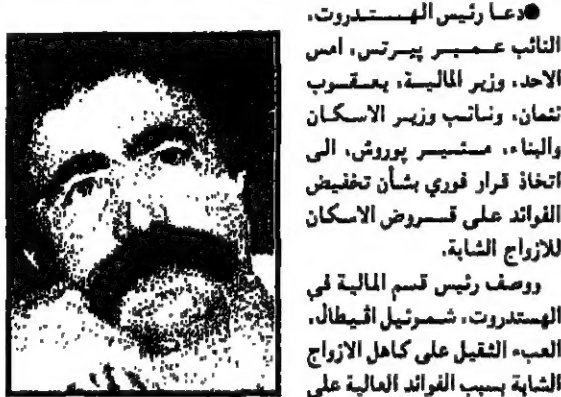 ●دعا رئيس الهستدروت،
النائب عمير پيرتس، امس
الاحد، وزير المالية، يعقوب
نئمان، ونائب وزير الاسكان
والبناء، مئير پوروش، الى
اتخاذ قرار فوري بشأن تخفيض
الفوائد على قروض الاسكان
للازواج الشابة.
ووصف رئيس قسم المالية في
الهستدروت، شموئيل اڤيطال،
العبء الثقيل على كاهل الازواج
الشابة بسبب الفوائد العالية على